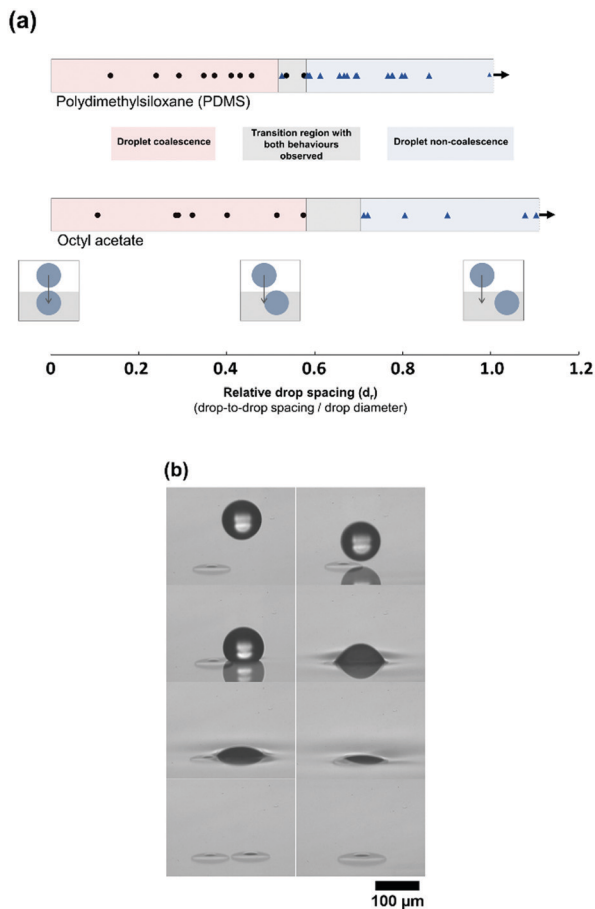 (a)
Polydimethylsiloxane (PDMS)
Droplet coalescence
Transition region with
both behaviours
observed
Droplet non-coalescence
Octyl acetate
0 0.2 0.4 0.6 0.8 1.0 1.2
Relative drop spacing (dr)
(drop-to-drop spacing / drop diameter)
(b)
100 µm